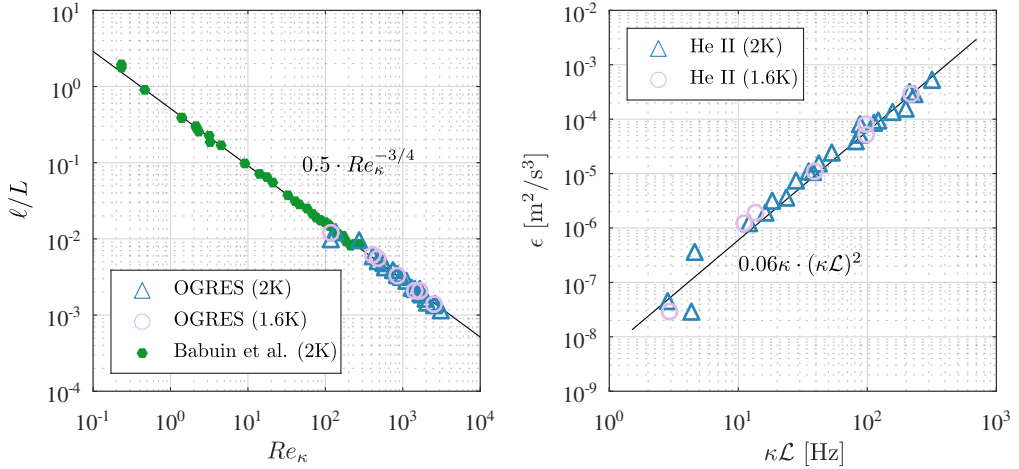 10^1
10^0
10^-1
10^-2
10^-3
10^-4
ℓ/L
0.5 · Re_κ^{-3/4}
OGRES (2K)
OGRES (1.6K)
Babuin et al. (2K)
10^-1 10^0 10^1 10^2 10^3 10^4
Re_κ
10^-2
10^-3
10^-4
10^-5
10^-6
10^-7
10^-8
10^-9
ϵ [m^2/s^3]
He II (2K)
He II (1.6K)
0.06κ · (κℒ)^2
10^0 10^1 10^2 10^3
κℒ [Hz]